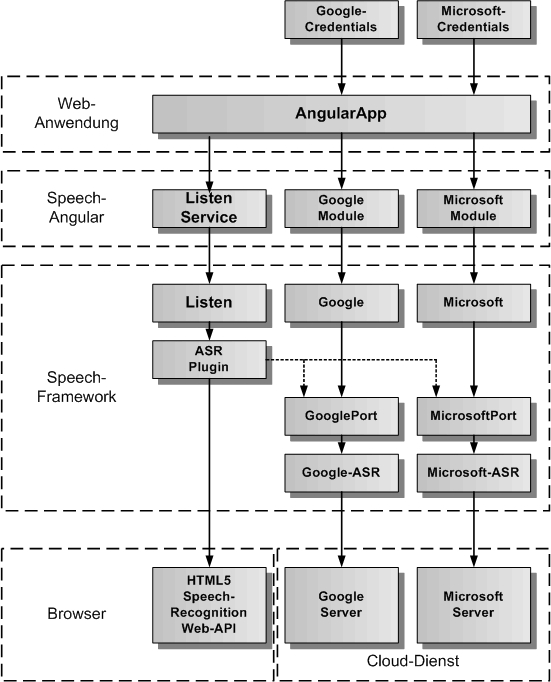 Google-
Credentials
Microsoft-
Credentials
Web-
Anwendung
AngularApp
Speech-
Angular
Listen
Service
Google
Module
Microsoft
Module
Speech-
Framework
Listen
Google
Microsoft
ASR
Plugin
GooglePort
MicrosoftPort
Google-ASR
Microsoft-ASR
Browser
HTML5
Speech-
Recognition
Web-API
Google
Server
Microsoft
Server
Cloud-Dienst